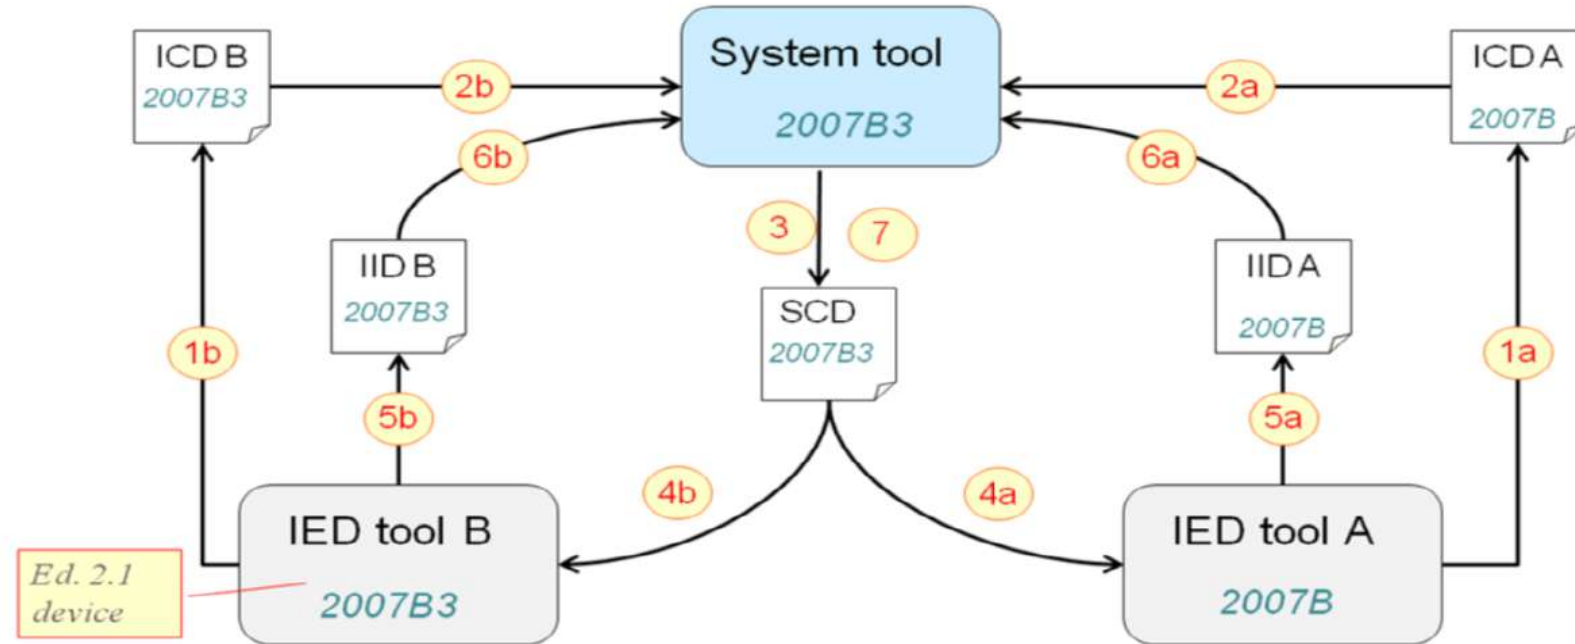 ICD B
2007B3
2b
System tool
2007B3
2a
ICD A
2007B
6b
6a
3
7
IID B
2007B3
SCD
2007B3
IID A
2007B
1b
1a
5b
5a
4b
4a
IED tool B
2007B3
IED tool A
2007B
Ed. 2.1
device